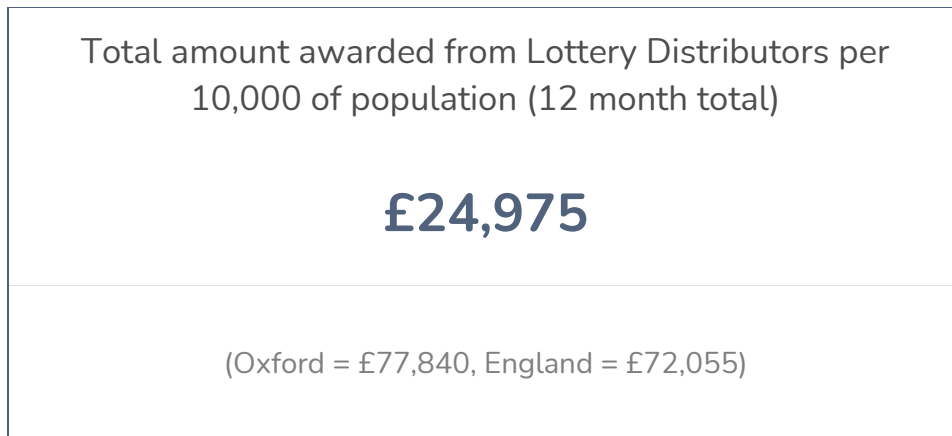 Total amount awarded from Lottery Distributors per
10,000 of population (12 month total)
£24,975
(Oxford = £77,840, England = £72,055)